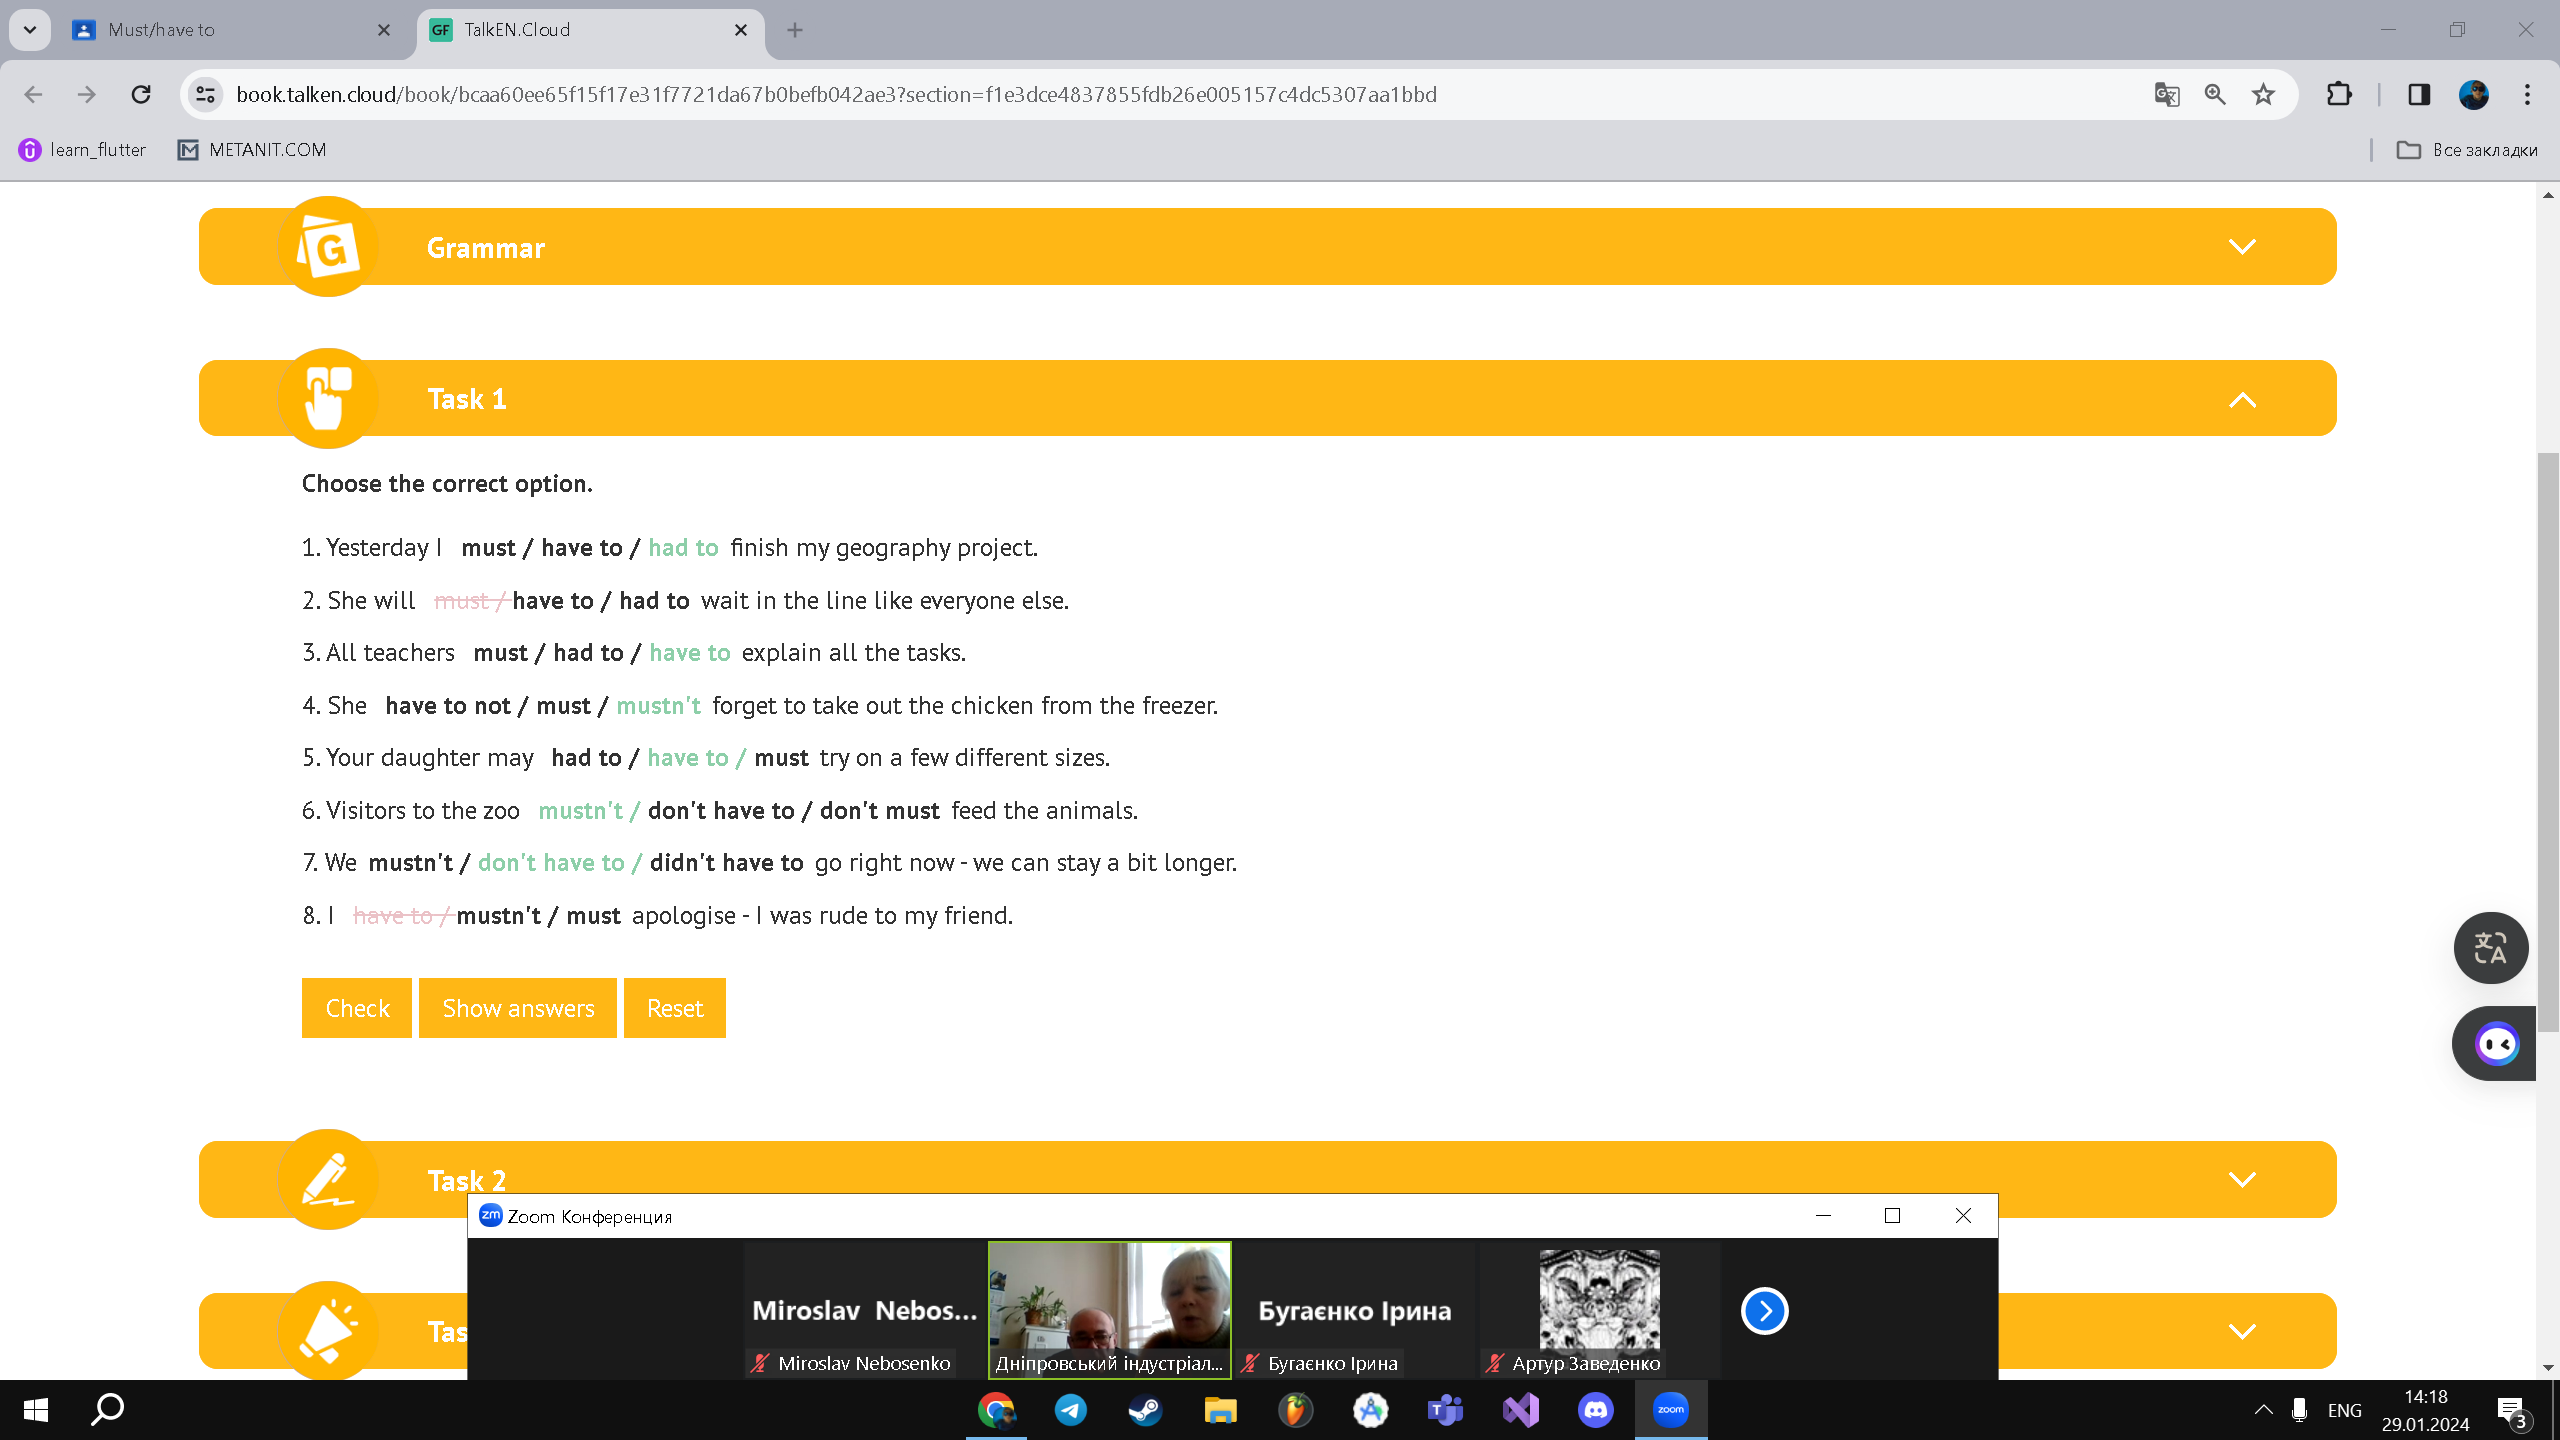 Must/have to
GF TalkEN.Cloud
book.talken.cloud/book/bcaa60ee65f15f17e31f7721da67b0befb042ae3?section=f1e3dce4837855fdb26e005157c4dc5307aa1bbd
learn_flutter METANIT.COM Все закладки
G Grammar
Task 1
Choose the correct option.
1. Yesterday I must / have to / had to finish my geography project.
2. She will must / have to / had to wait in the line like everyone else.
3. All teachers must / had to / have to explain all the tasks.
4. She have to not / must / mustn't forget to take out the chicken from the freezer.
5. Your daughter may had to / have to / must try on a few different sizes.
6. Visitors to the zoo mustn't / don't have to / don't must feed the animals.
7. We mustn't / don't have to / didn't have to go right now - we can stay a bit longer.
8. I have to / mustn't / must apologise - I was rude to my friend.
Check Show answers Reset
Task 2
zm Zoom Конференция
Tas
Miroslav Nebos... Бугаєнко Ірина
Miroslav Nebosenko Дніпровський індустріал... Бугаєнко Ірина Артур Заведенко
zoom
ENG
14:18
29.01.2024
3